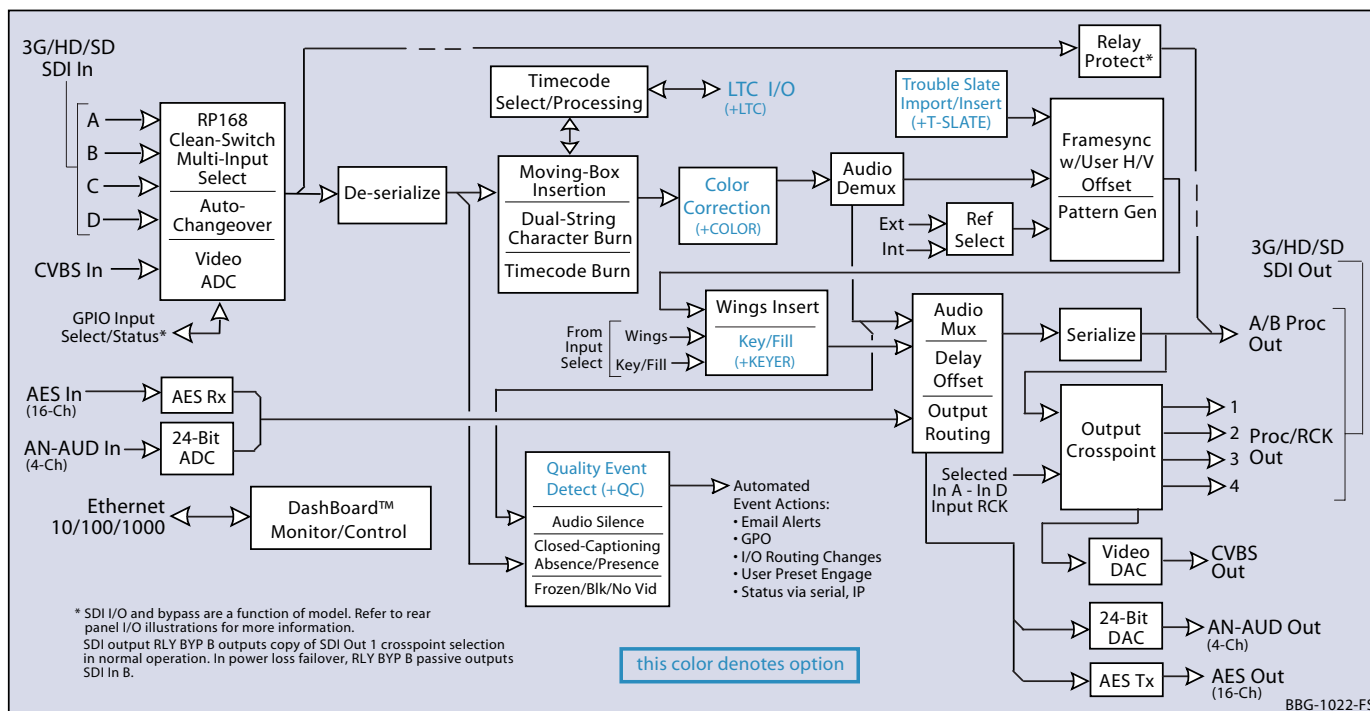 3G/HD/SD
SDI In
A
B
C
D
CVBS In
GPIO Input
Select/Status*
RP168
Clean-Switch
Multi-Input
Select
Auto-
Changeover
Video
ADC
De-serialize
Timecode
Select/Processing
LTC I/O
(+LTC)
Moving-Box
Insertion
Dual-String
Character Burn
Timecode Burn
Color
Correction
(+COLOR)
Audio
Demux
Trouble Slate
Import/Insert
(+T-SLATE)
Ext
Int
Ref
Select
Framesync
w/User H/V
Offset
Pattern Gen
Relay
Protect*
From
Input
Select
Wings
Key/Fill
Wings Insert
Key/Fill
(+KEYER)
Audio
Mux
Delay
Offset
Output
Routing
Serialize
3G/HD/SD
SDI Out
A/B Proc
Out
AES In
(16-Ch)
AES Rx
AN-AUD In
(4-Ch)
24-Bit
ADC
Ethernet
10/100/1000
DashBoard™
Monitor/Control
Quality Event
Detect (+QC)
Audio Silence
Closed-Captioning
Absence/Presence
Frozen/Blk/No Vid
Automated
Event Actions:
• Email Alerts
• GPO
• I/O Routing Changes
• User Preset Engage
• Status via serial, IP
Selected
In A - In D
Input RCK
Output
Crosspoint
1
2
3
4
Proc/RCK
Out
Video
DAC
CVBS
Out
24-Bit
DAC
AN-AUD Out
(4-Ch)
AES Tx
AES Out
(16-Ch)
* SDI I/O and bypass are a function of model. Refer to rear
panel I/O illustrations for more information.
SDI output RLY BYP B outputs copy of SDI Out 1 crosspoint selection
in normal operation. In power loss failover, RLY BYP B passive outputs
SDI In B.
this color denotes option
BBG-1022-FS